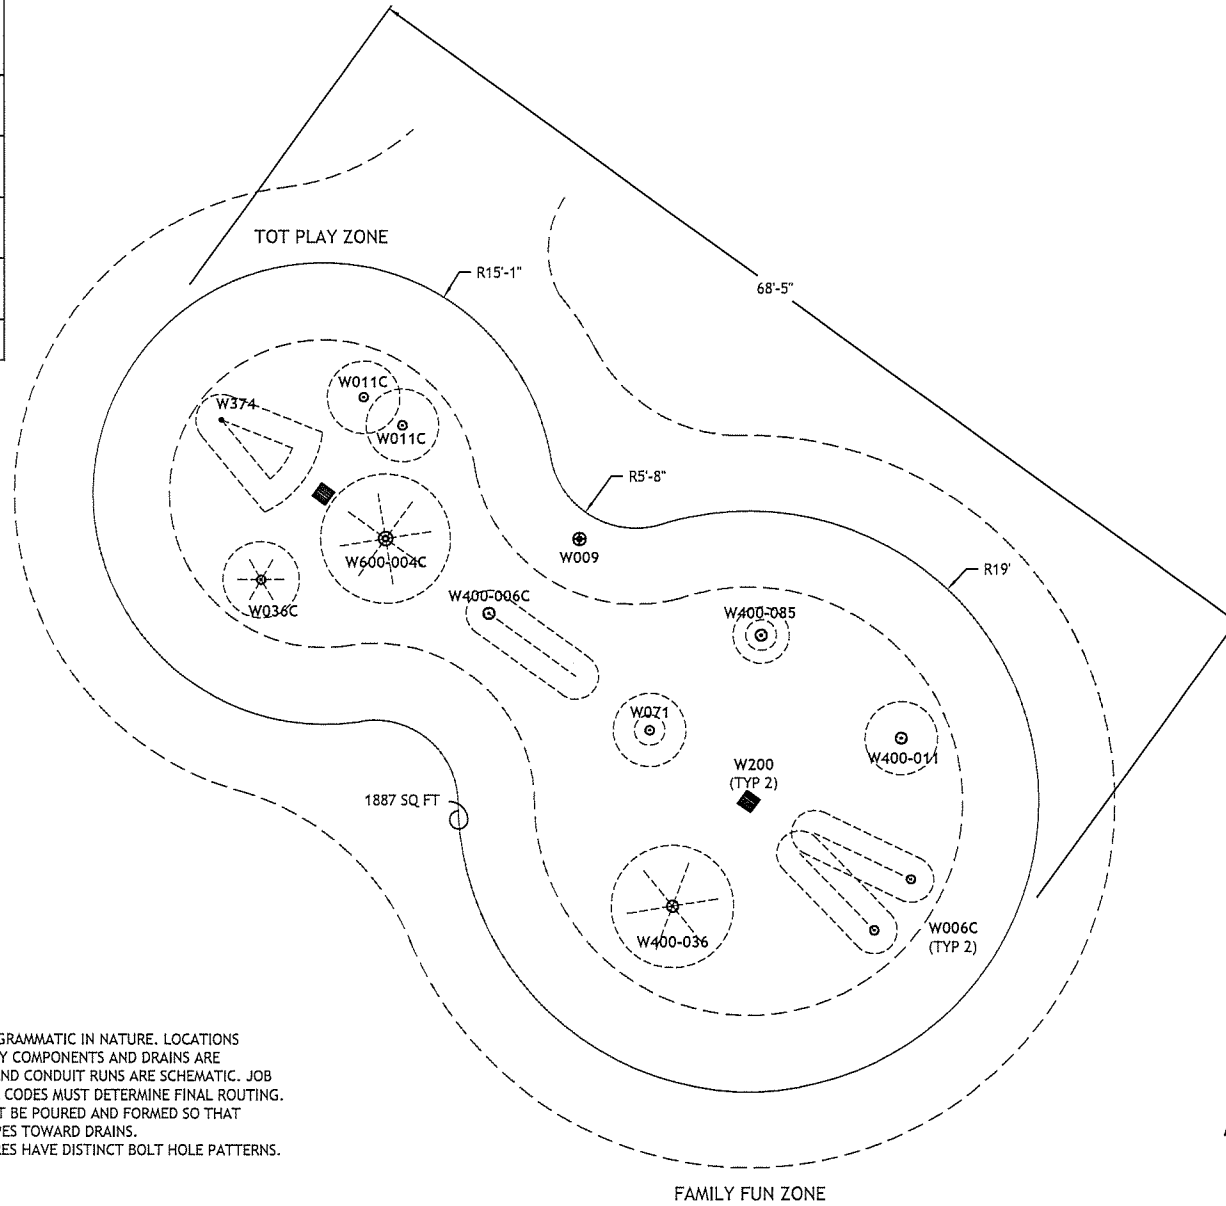 TOT PLAY ZONE
R15'-1"
68'-5"
W011C
W374
W011C
R5'-8"
W009
W600-004C
R19'
W400-006C
W036C
W400-085
W071
W400-011
W200
(TYP 2)
1887 SQ FT
W400-036
W006C
(TYP 2)
GRAMMATIC IN NATURE. LOCATIONS
Y COMPONENTS AND DRAINS ARE
ND CONDUIT RUNS ARE SCHEMATIC. JOB
CODES MUST DETERMINE FINAL ROUTING.
T BE POURED AND FORMED SO THAT
PES TOWARD DRAINS.
RES HAVE DISTINCT BOLT HOLE PATTERNS.
FAMILY FUN ZONE